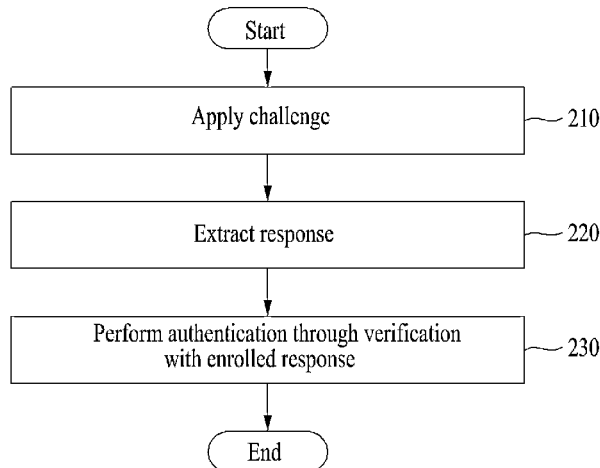 Start
Apply challenge
210
Extract response
220
Perform authentication through verification
with enrolled response
230
End